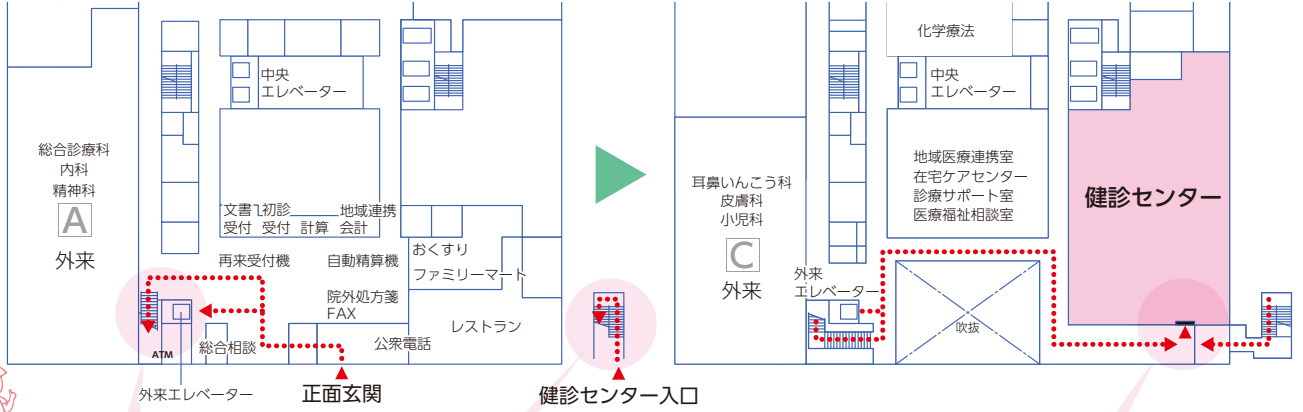 中央
エレベーター
総合診療科
内科
精神科
A
外来
文書 初診 地域連携
受付 受付 計算 会計
再来受付機
自動精算機
おくすり
ファミリーマート
院外処方箋
FAX
レストラン
公衆電話
総合相談
ATM
外来エレベーター
正面玄関
健診センター入口
化学療法
中央
エレベーター
地域医療連携室
在宅ケアセンター
診療サポート室
医療福祉相談室
健診センター
耳鼻いんこう科
皮膚科
小児科
C
外来
外来
エレベーター
吹抜